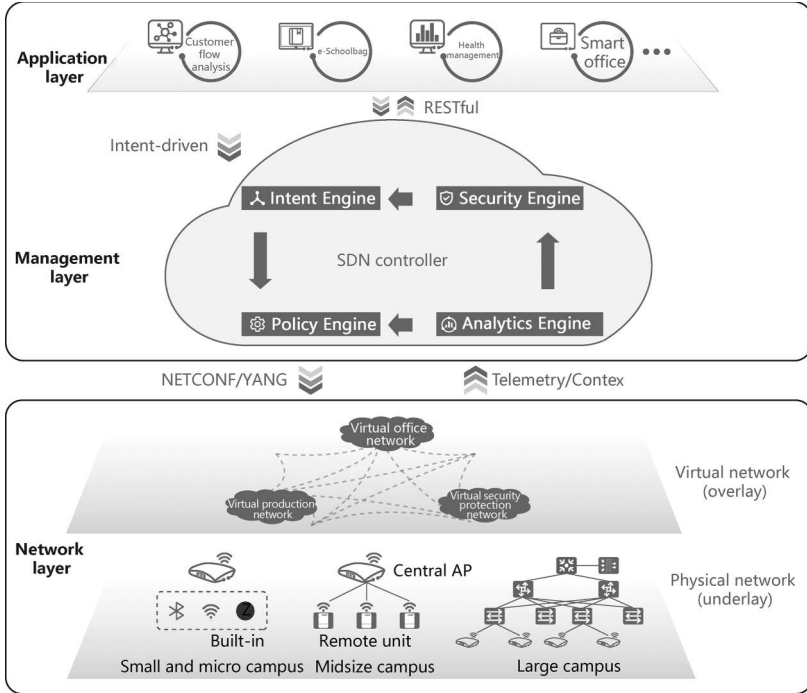 Application
layer
Customer
flow
analysis
e-Schoolbag
Health
management
Smart
office
RESTful
Intent-driven
Intent Engine
Security Engine
Management
layer
SDN controller
Policy Engine
Analytics Engine
NETCONF/YANG
Telemetry/Contex
Virtual office
network
Virtual production
network
Virtual security
protection
network
Virtual network
(overlay)
Network
layer
Central AP
Physical network
(underlay)
Z
Built-in
Remote unit
Small and micro campus
Midsize campus
Large campus